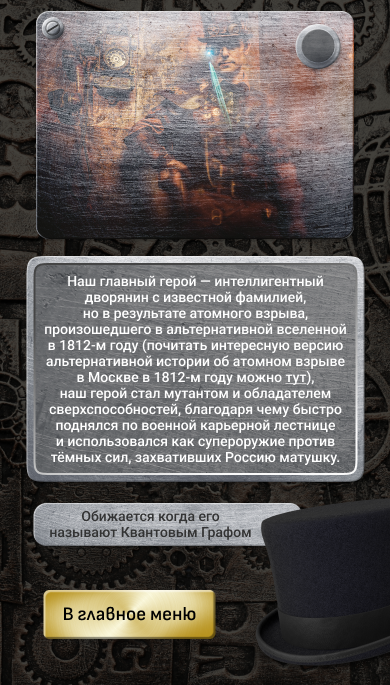 Наш главный герой — интеллигентный
дворянин с известной фамилией,
но в результате атомного взрыва,
произошедшего в альтернативной вселенной
в 1812-м году (почитать интересную версию
альтернативной истории об атомном взрыве
в Москве в 1812-м году можно тут),
наш герой стал мутантом и обладателем
сверхспособностей, благодаря чему быстро
поднялся по военной карьерной лестнице
и использовался как супероружие против
тёмных сил, захвативших Россию матушку.
Обижается когда его
называют Квантовым Графом
В главное меню